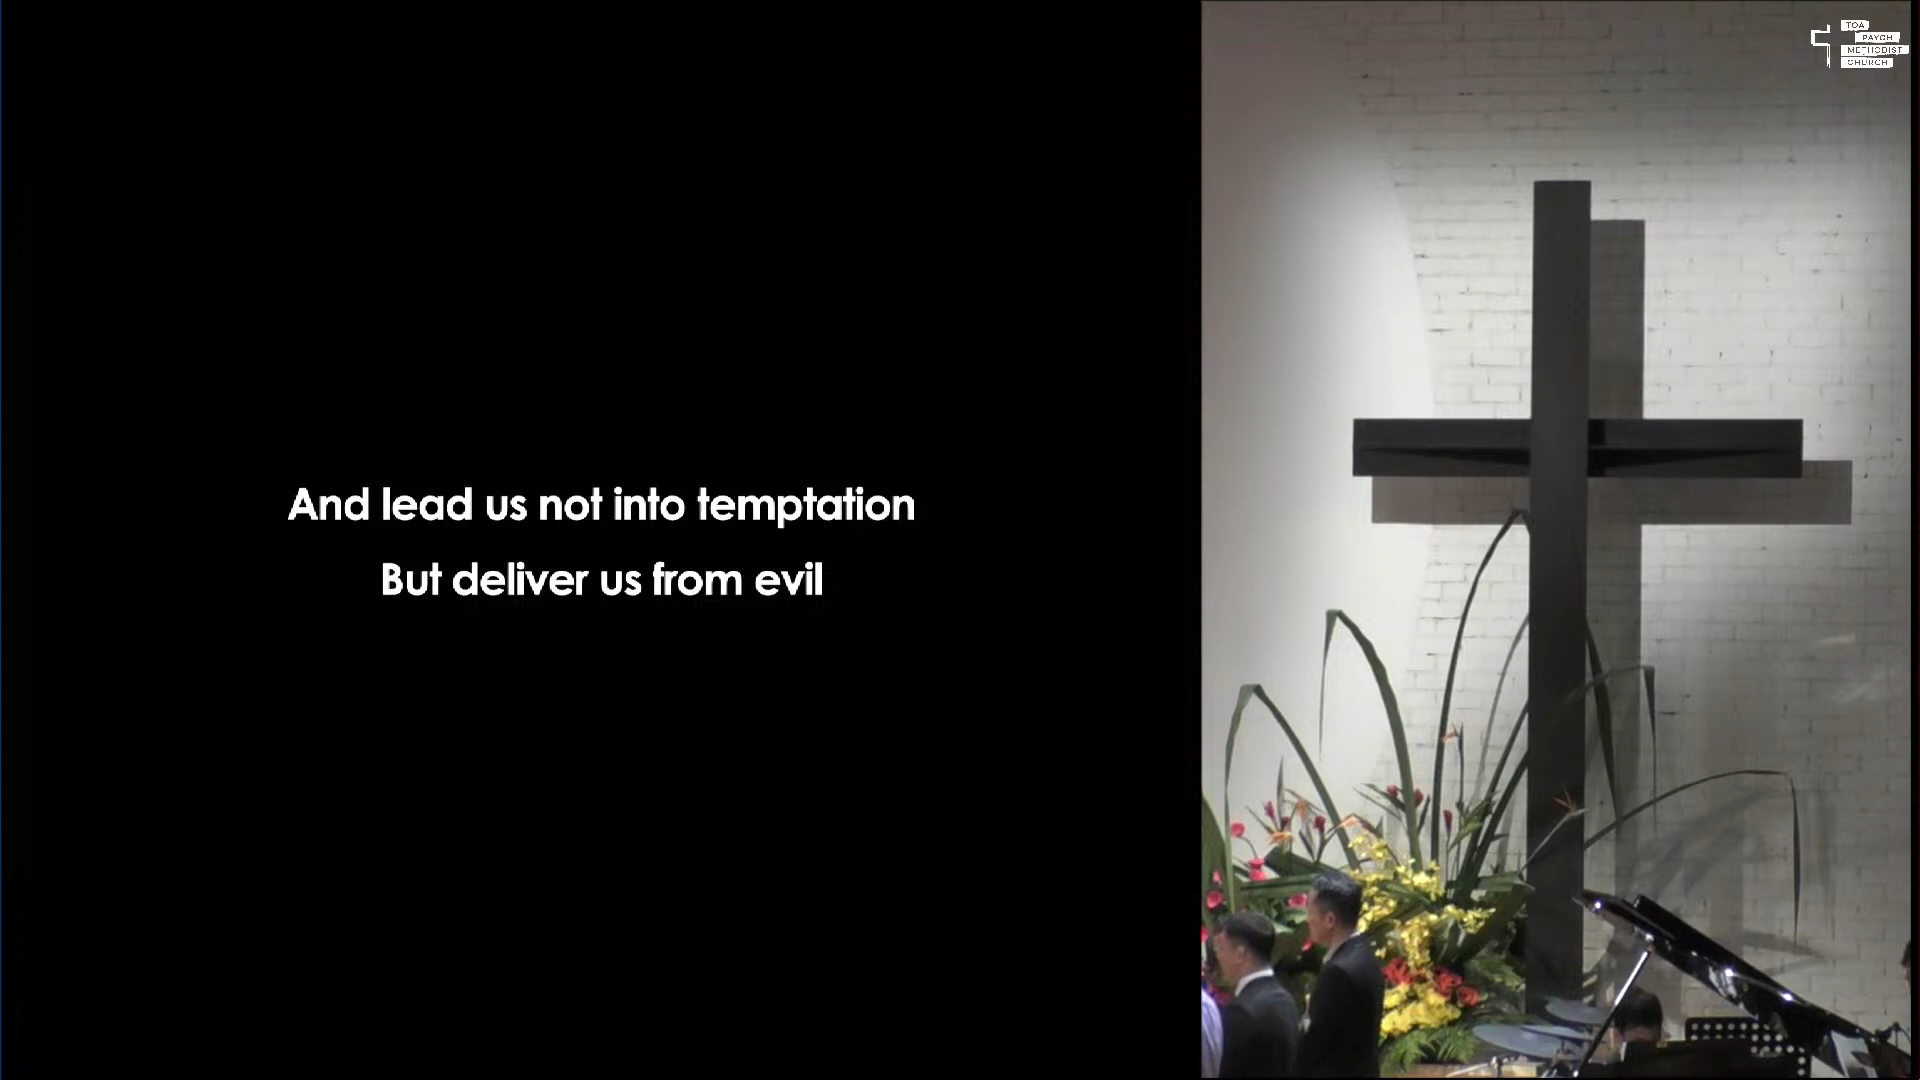 And lead us not into temptation
But deliver us from evil
TOA
PAYOH
METHODIST
CHURCH